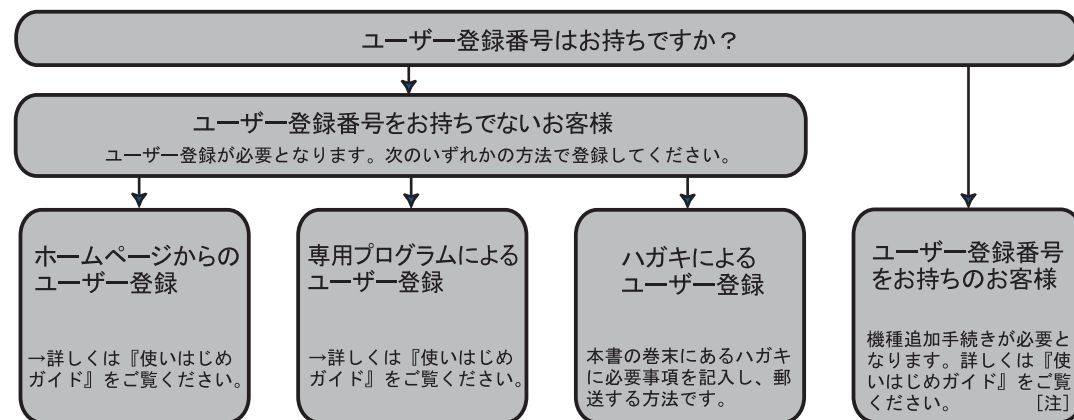 ユーザー登録番号はお持ちですか？
ユーザー登録番号をお持ちでないお客様
ユーザー登録が必要となります。次のいずれかの方法で登録してください。
ホームページからの
ユーザー登録
→詳しくは『使いはじめ
ガイド』をご覧ください。
専用プログラムによる
ユーザー登録
→詳しくは『使いはじめ
ガイド』をご覧ください。
ハガキによる
ユーザー登録
本書の巻末にあるハガキ
に必要事項を記入し、郵
送する方法です。
ユーザー登録番号
をお持ちのお客様
機種追加手続きが必要と
なります。詳しくは『使
いはじめガイド』をご覧
ください。 ［注］